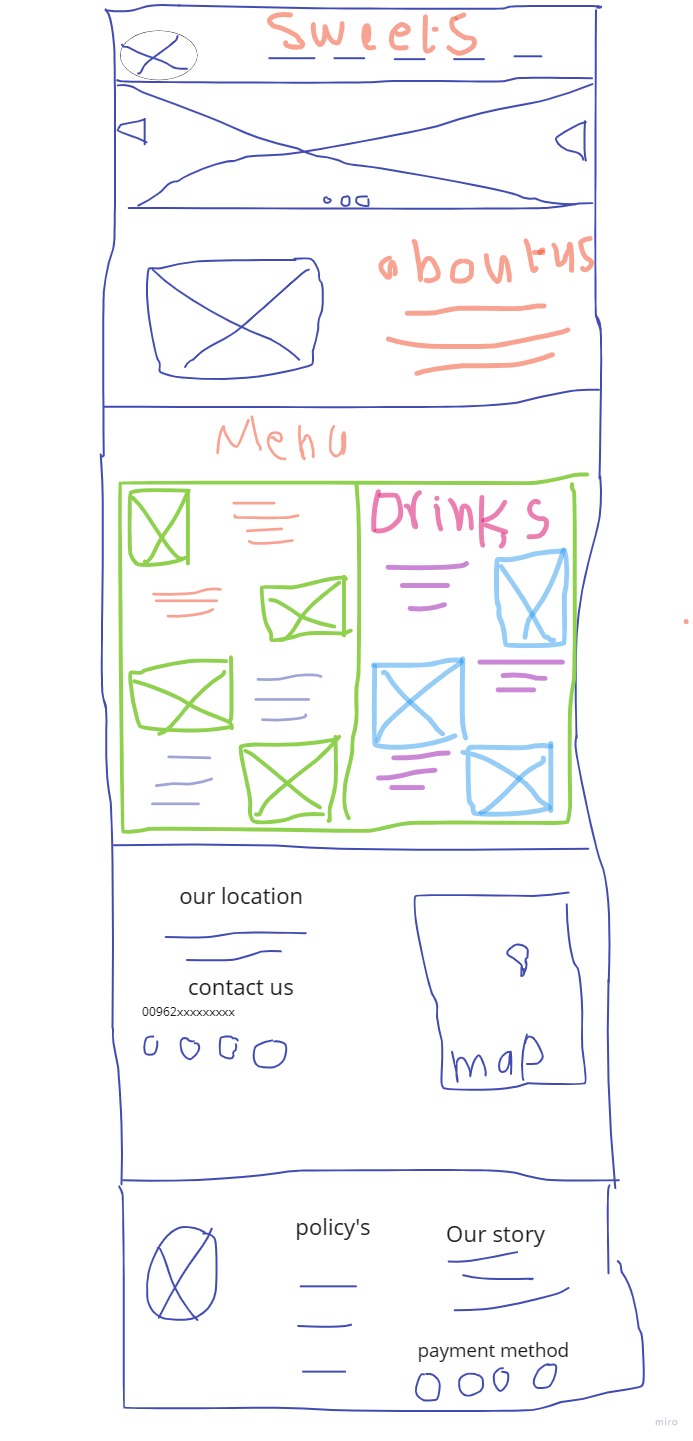 Sweets
about us
Menu
Drinks
our location
contact us
00962xxxxxxxxx
map
policy's
Our story
payment method
miro